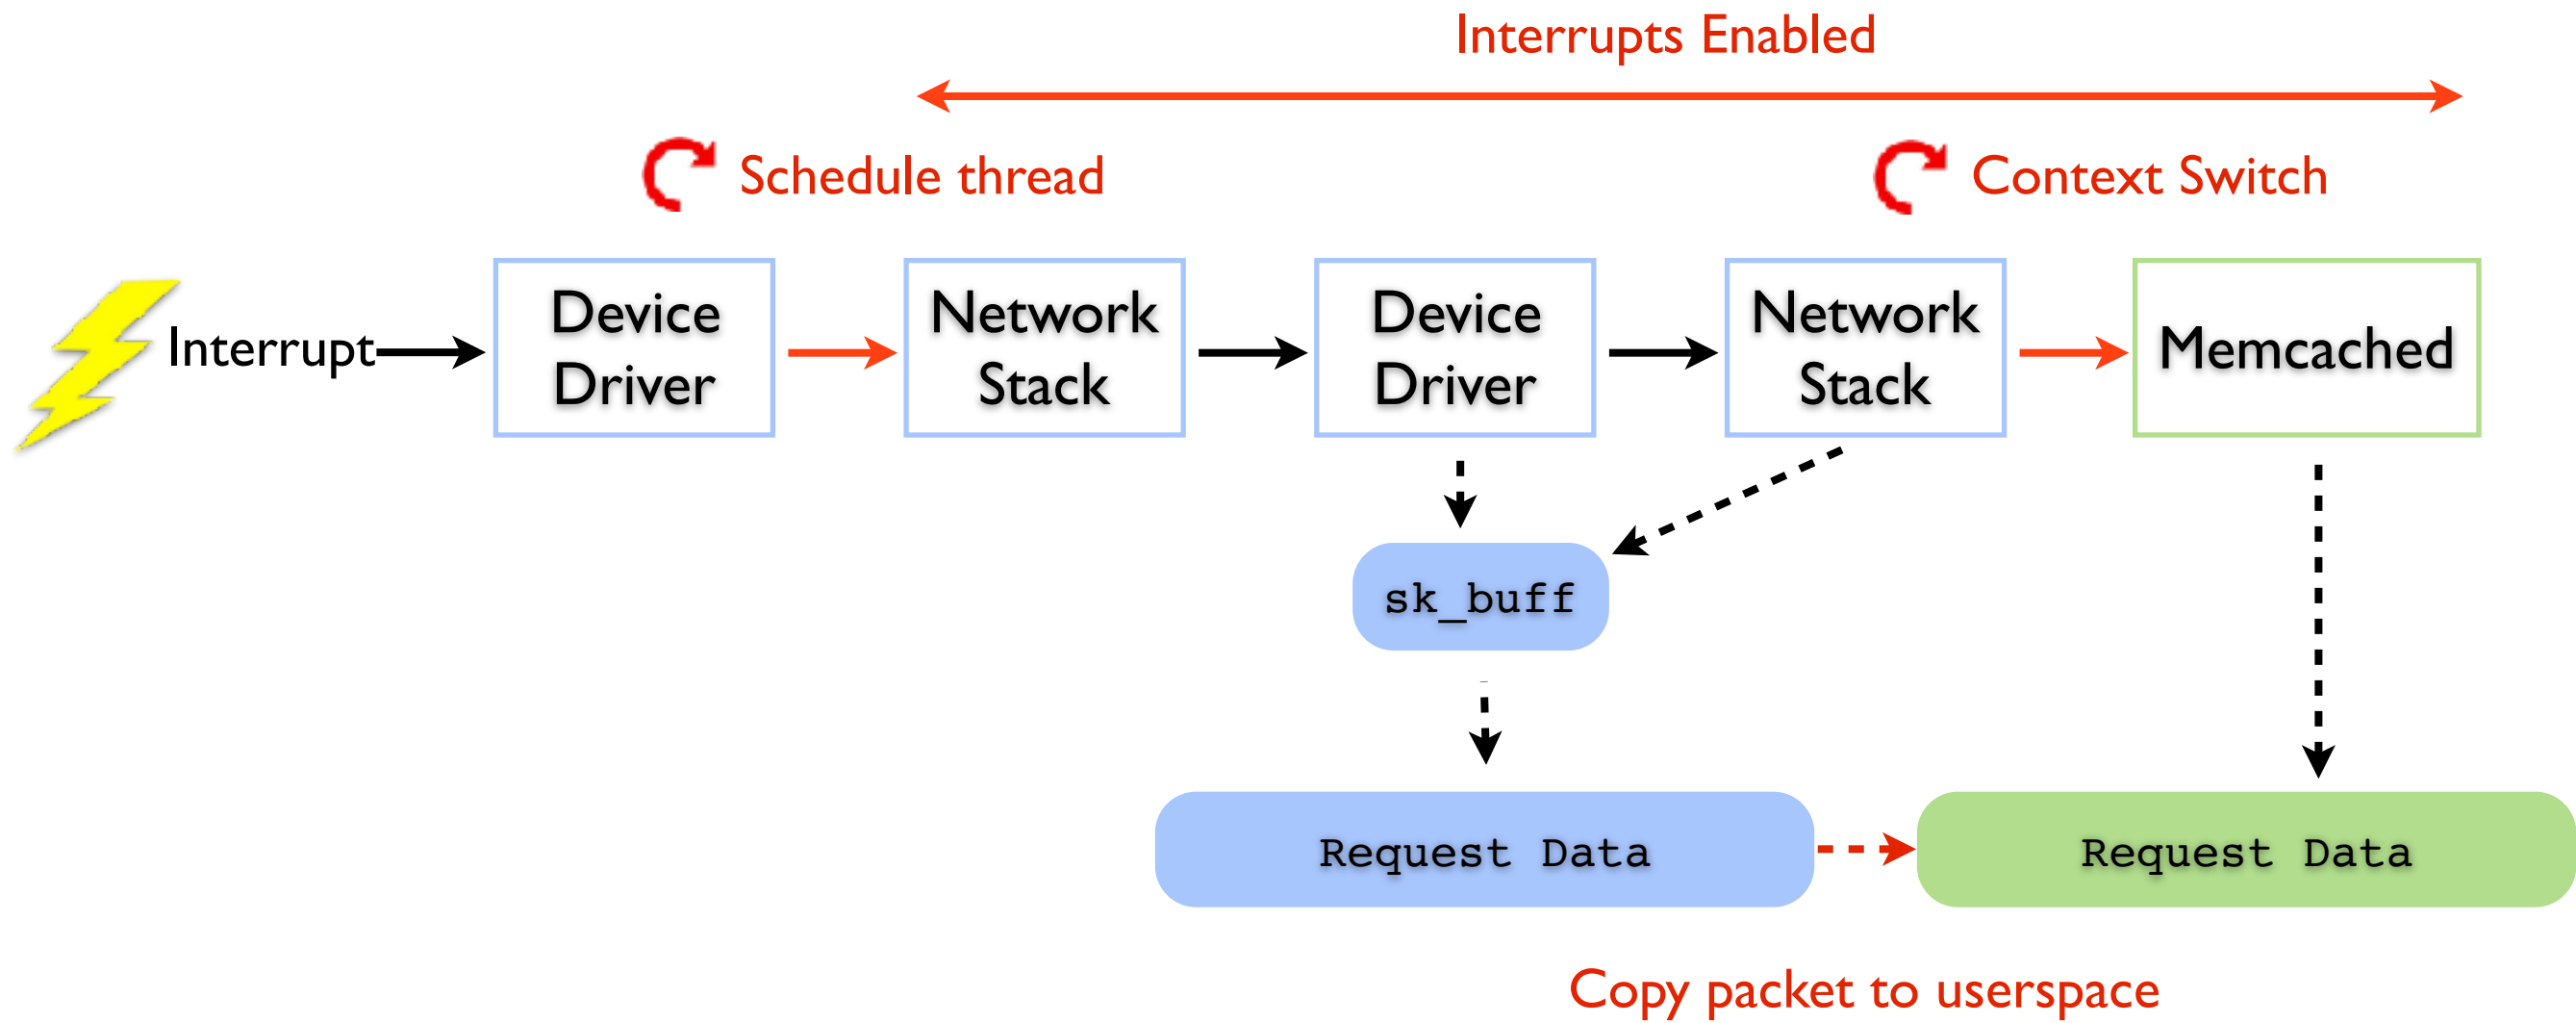 Interrupts Enabled
Schedule thread
Context Switch
Interrupt
Device
Driver
Network
Stack
Device
Driver
Network
Stack
Memcached
sk_buff
Request Data
Request Data
Copy packet to userspace